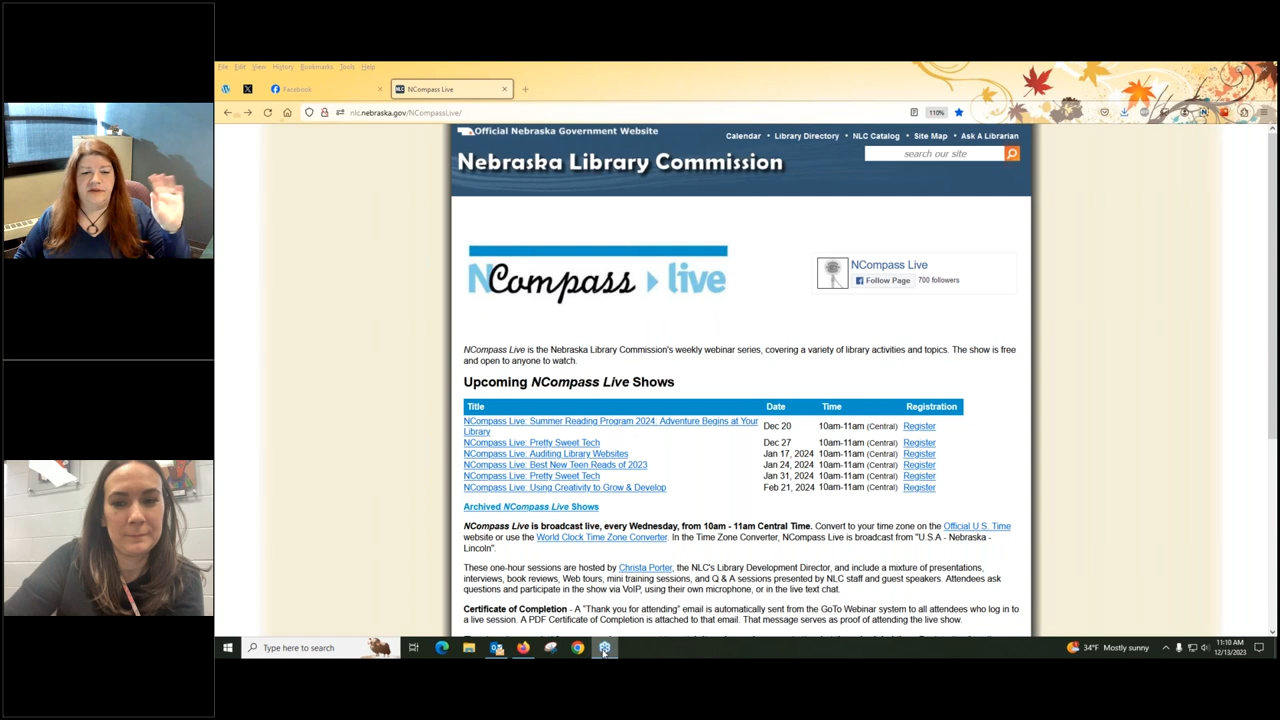 File Edit View History Bookmarks Tools Help
Facebook
NCompass Live
nlc.nebraska.gov/NCompassLive/
110%
Official Nebraska Government Website
Calendar • Library Directory • NLC Catalog • Site Map • Ask A Librarian
Nebraska Library Commission
search our site
NCompass live
NCompass Live
Follow Page 700 followers
NCompass Live is the Nebraska Library Commission's weekly webinar series, covering a variety of library activities and topics. The show is free
and open to anyone to watch.
Upcoming NCompass Live Shows
Title Date Time Registration
NCompass Live: Summer Reading Program 2024: Adventure Begins at Your
Library Dec 20 10am-11am (Central) Register
NCompass Live: Pretty Sweet Tech Dec 27 10am-11am (Central) Register
NCompass Live: Auditing Library Websites Jan 17, 2024 10am-11am (Central) Register
NCompass Live: Best New Teen Reads of 2023 Jan 24, 2024 10am-11am (Central) Register
NCompass Live: Pretty Sweet Tech Jan 31, 2024 10am-11am (Central) Register
NCompass Live: Using Creativity to Grow & Develop Feb 21, 2024 10am-11am (Central) Register
Archived NCompass Live Shows
NCompass Live is broadcast live, every Wednesday, from 10am - 11am Central Time. Convert to your time zone on the Official U.S. Time
website or use the World Clock Time Zone Converter. In the Time Zone Converter, NCompass Live is broadcast from "U.S.A - Nebraska -
Lincoln".
These one-hour sessions are hosted by Christa Porter, the NLC's Library Development Director, and include a mixture of presentations,
interviews, book reviews, Web tours, mini training sessions, and Q & A sessions presented by NLC staff and guest speakers. Attendees ask
questions and participate in the show via VoIP, using their own microphone, or in the live text chat.
Certificate of Completion - A "Thank you for attending" email is automatically sent from the GoTo Webinar system to all attendees who log in to
a live session. A PDF Certificate of Completion is attached to that email. That message serves as proof of attending the live show.
Type here to search
34°F Mostly sunny
11:10 AM
12/13/2023